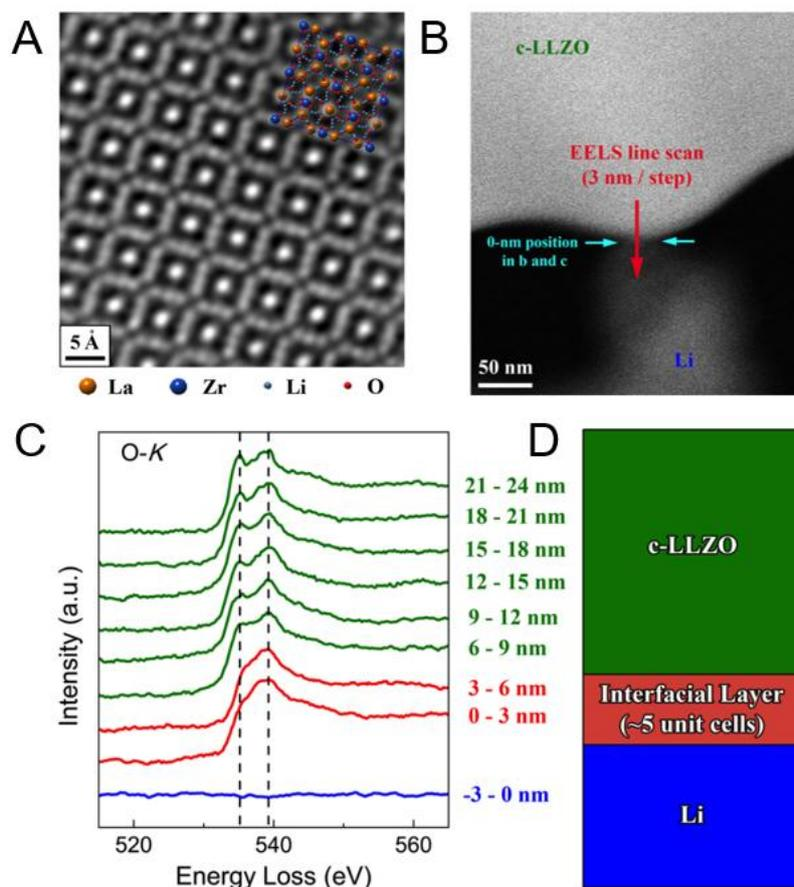 A
5 Å
La Zr Li O
B
c-LLZO
EELS line scan
(3 nm / step)
0-nm position
in b and c
Li
50 nm
C
O-K
21 - 24 nm
18 - 21 nm
15 - 18 nm
12 - 15 nm
9 - 12 nm
6 - 9 nm
3 - 6 nm
0 - 3 nm
-3 - 0 nm
Intensity (a.u.)
520 540 560
Energy Loss (eV)
D
c-LLZO
Interfacial Layer
(~5 unit cells)
Li